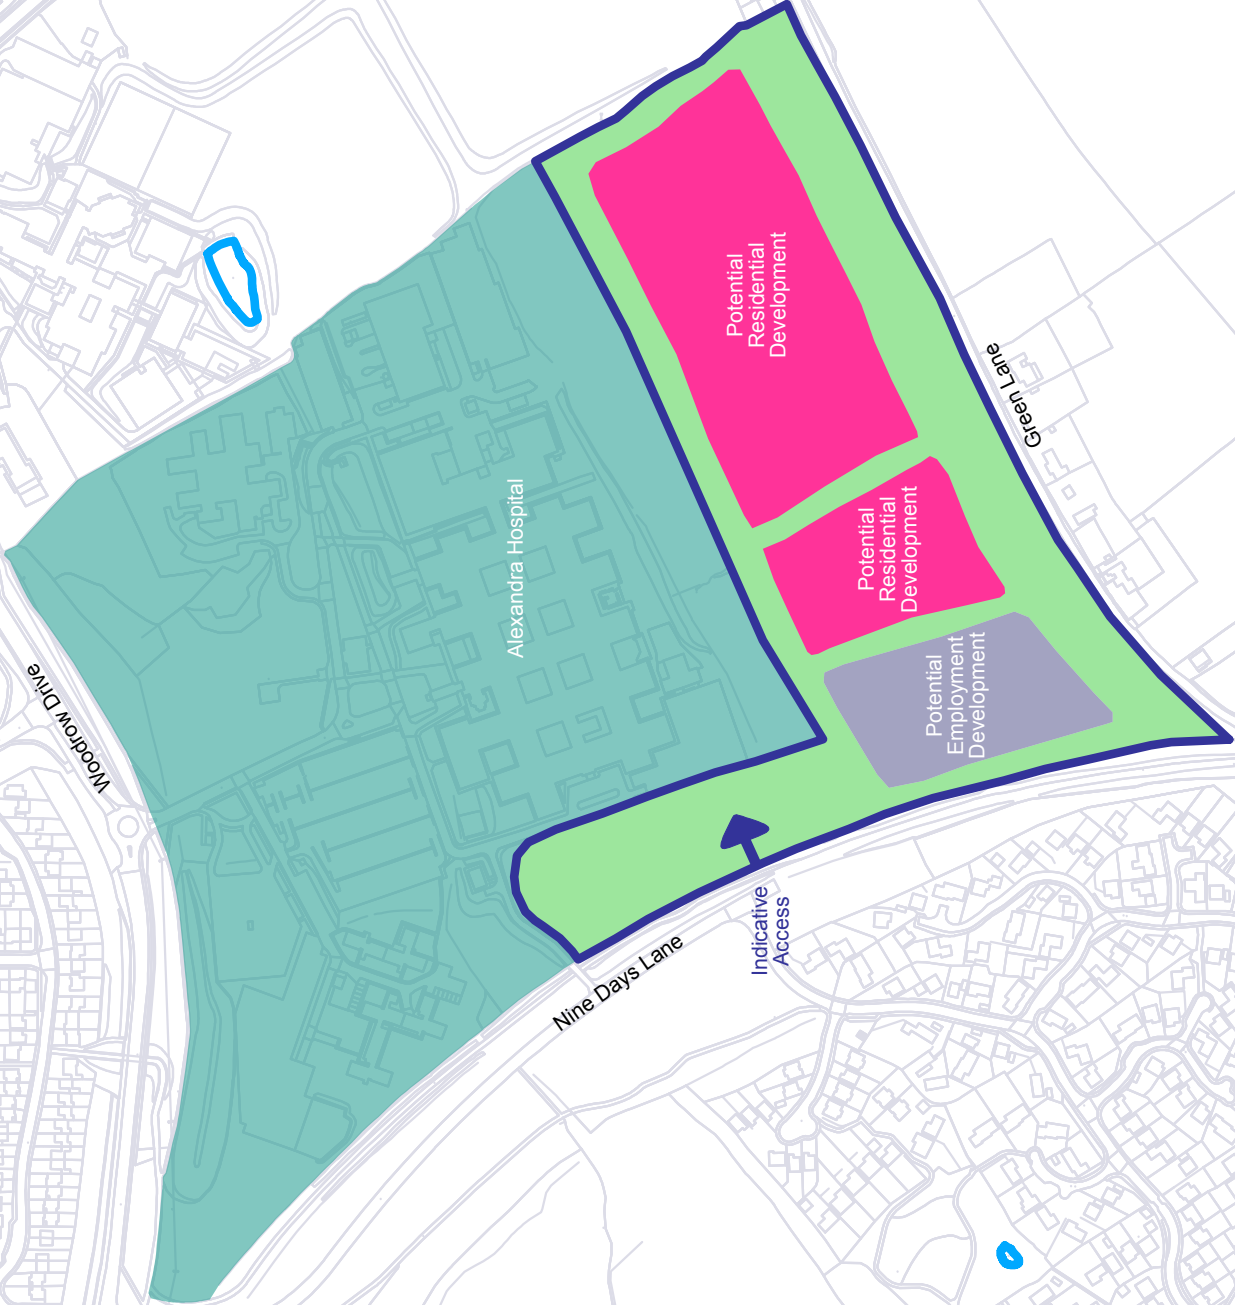 Woodrow Drive
Alexandra Hospital
Potential
Residential
Development
Green Lane
Potential
Residential
Development
Potential
Employment
Development
Indicative
Access
Nine Days Lane